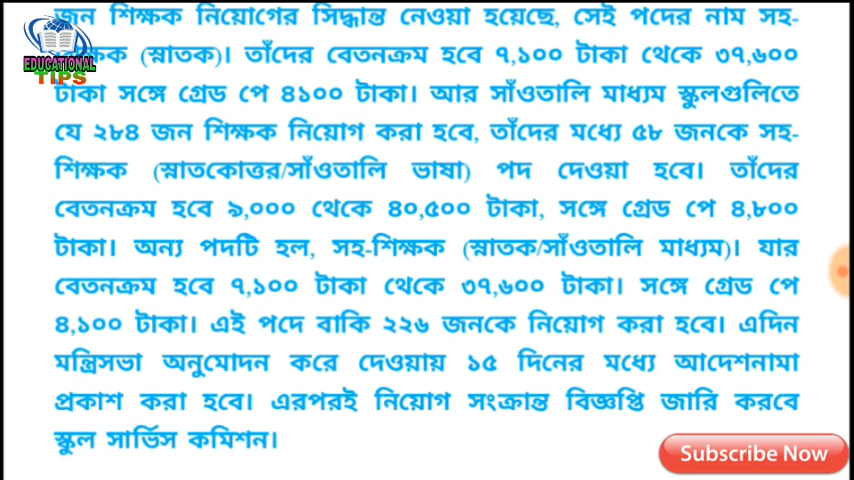 জন শিক্ষক নিয়োগের সিদ্ধান্ত নেওয়া হয়েছে, সেই পদের নাম সহ-
(স্নাতক)। তাঁদের বেতনক্রম হবে ৭,১০০ টাকা থেকে ৩৭,৬০০
টাকা সঙ্গে গ্রেড পে ৪১০০ টাকা। আর সাঁওতালি মাধ্যম স্কুলগুলিতে
যে ২৮৪ জন শিক্ষক নিয়োগ করা হবে, তাঁদের মধ্যে ৫৮ জনকে সহ-
শিক্ষক (স্নাতকোত্তর/সাঁওতালি ভাষা) পদ দেওয়া হবে। তাঁদের
বেতনক্রম হবে ৯,০০০ থেকে ৪০,৫০০ টাকা, সঙ্গে গ্রেড পে ৪,৮০০
টাকা। অন্য পদটি হল, সহ-শিক্ষক (স্নাতক/সাঁওতালি মাধ্যম)। যার
বেতনক্রম হবে ৭,১০০ টাকা থেকে ৩৭,৬০০ টাকা। সঙ্গে গ্রেড পে
৪,১০০ টাকা। এই পদে বাকি ২২৬ জনকে নিয়োগ করা হবে। এদিন
মন্ত্রিসভা অনুমোদন করে দেওয়ায় ১৫ দিনের মধ্যে আদেশনামা
প্রকাশ করা হবে। এরপরই নিয়োগ সংক্রান্ত বিজ্ঞপ্তি জারি করবে
স্কুল সার্ভিস কমিশন।
EDUCATIONAL
TIPS
Subscribe Now